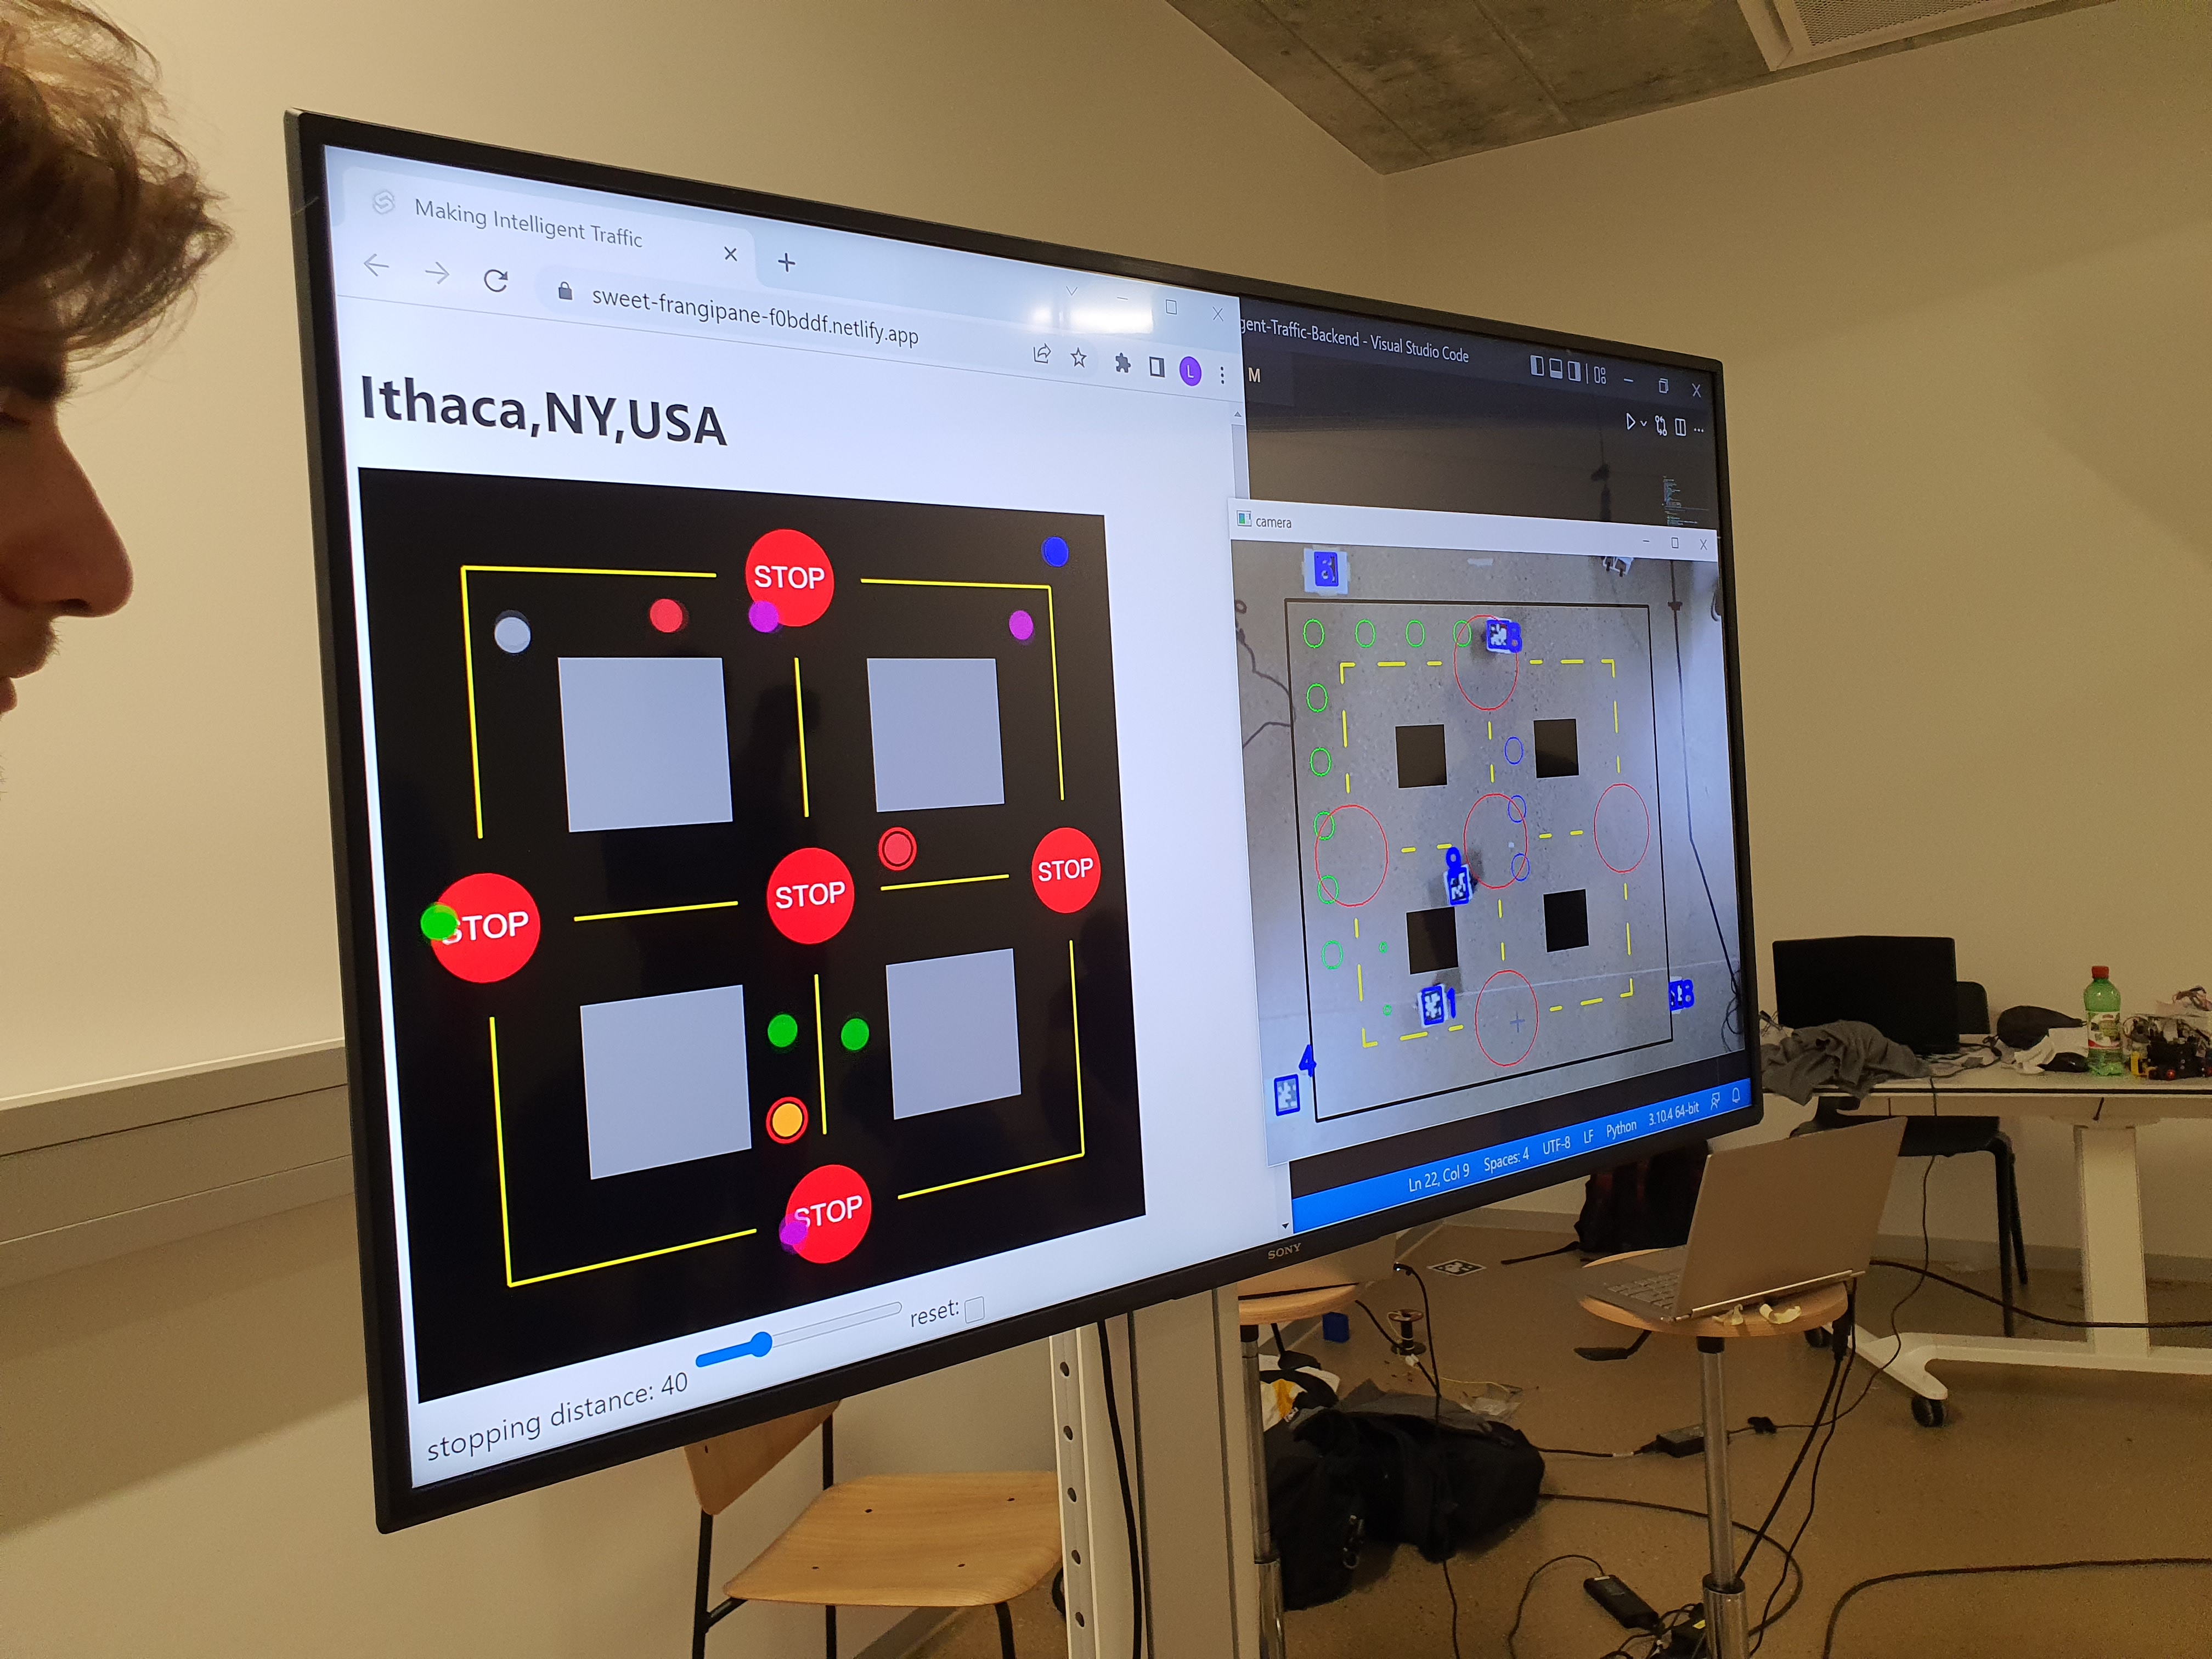 Making Intelligent Traffic
sweet-frangipane-f0bddf.netlify.app
L
Ithaca,NY,USA
STOP
STOP
STOP
STOP
STOP
stopping distance: 40
reset:
gent-Traffic-Backend - Visual Studio Code
M
camera
1
4
Ln 22, Col 9 Spaces: 4 UTF-8 LF Python 3.10.4 64-bit
SONY